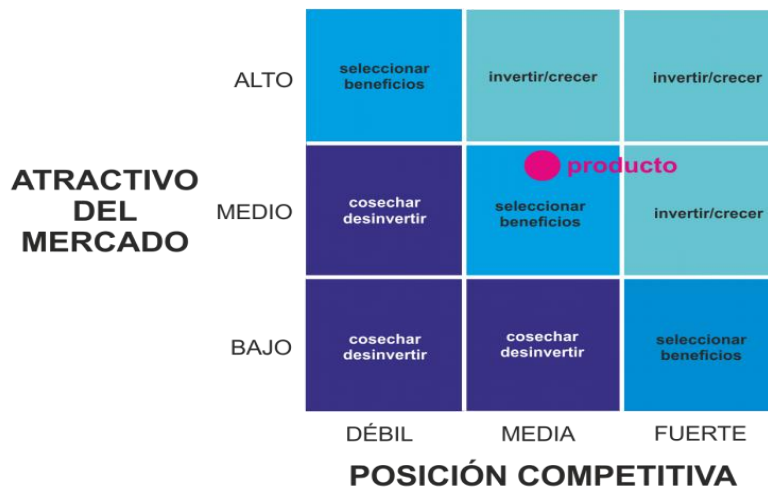 ALTO
seleccionar
beneficios
invertir/crecer
invertir/crecer
ATRACTIVO
DEL
MERCADO
MEDIO
cosechar
desinvertir
producto
seleccionar
beneficios
invertir/crecer
BAJO
cosechar
desinvertir
cosechar
desinvertir
seleccionar
beneficios
DÉBIL
MEDIA
FUERTE
POSICIÓN COMPETITIVA